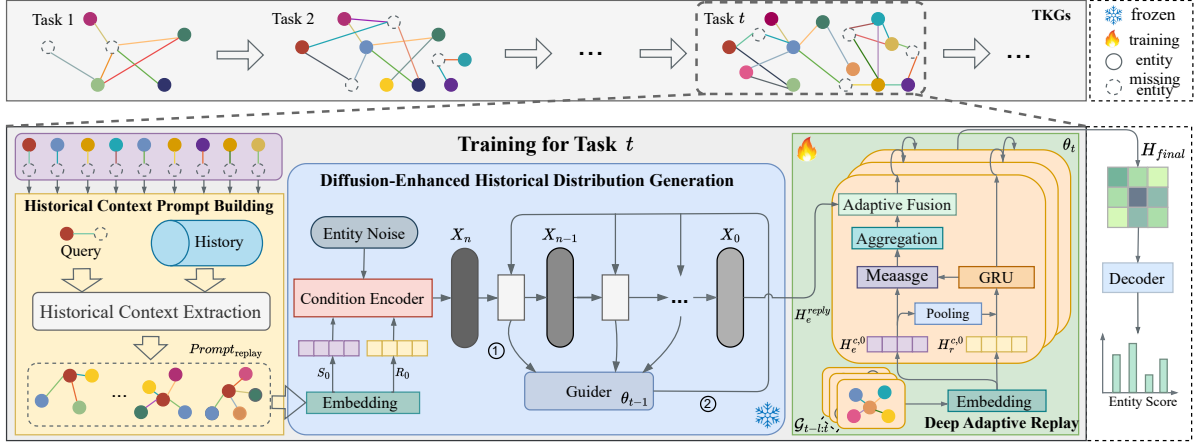 Task 1
Task 2
...
Task t
TKGs
...
frozen
training
entity
missing
entity
Training for Task t
Historical Context Prompt Building
Query
History
Historical Context Extraction
Prompt_replay
...
Diffusion-Enhanced Historical Distribution Generation
Entity Noise
Condition Encoder
S_0
R_0
Embedding
X_n
X_{n-1}
X_0
...
①
Guider
θ_{t-1}
②
H_e^{reply}
θ_t
Adaptive Fusion
Aggregation
Meaasge
GRU
Pooling
H_e^{c,0}
H_r^{c,0}
Embedding
G_{t-l:t}
Deep Adaptive Replay
H_{final}
Decoder
Entity Score